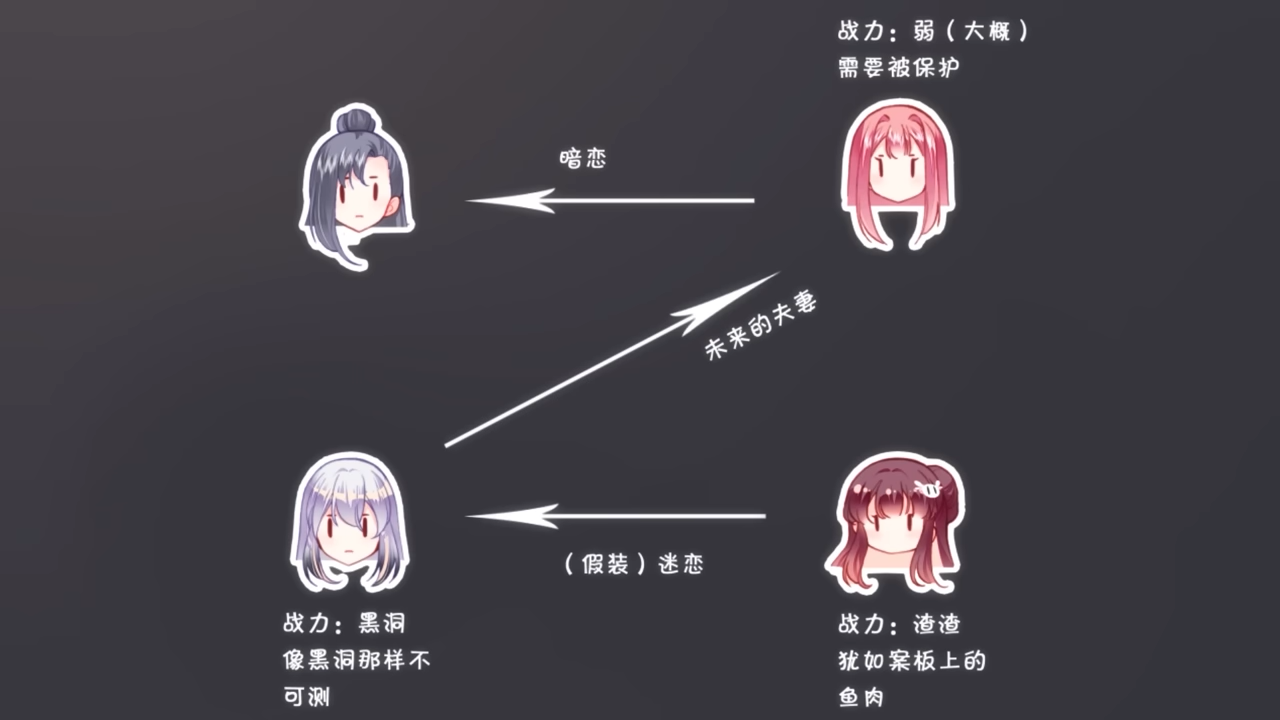 战力：弱（大概）
需要被保护
暗恋
未来的夫妻
（假装）迷恋
战力：黑洞
像黑洞那样不
可测
战力：渣渣
犹如案板上的
鱼肉